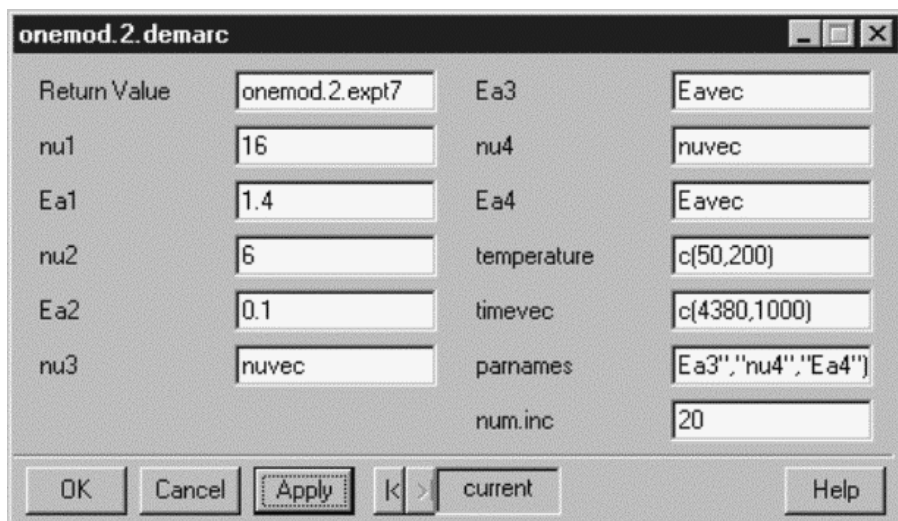 onemod.2.demarc
Return Value onemod.2.expt7
nu1 16
Ea1 1.4
nu2 6
Ea2 0.1
nu3 nuvec
Ea3 Eavec
nu4 nuvec
Ea4 Eavec
temperature c(50,200)
timevec c(4380,1000)
parnames Ea3","nu4","Ea4")
num.inc 20
OK Cancel Apply |< >| current Help